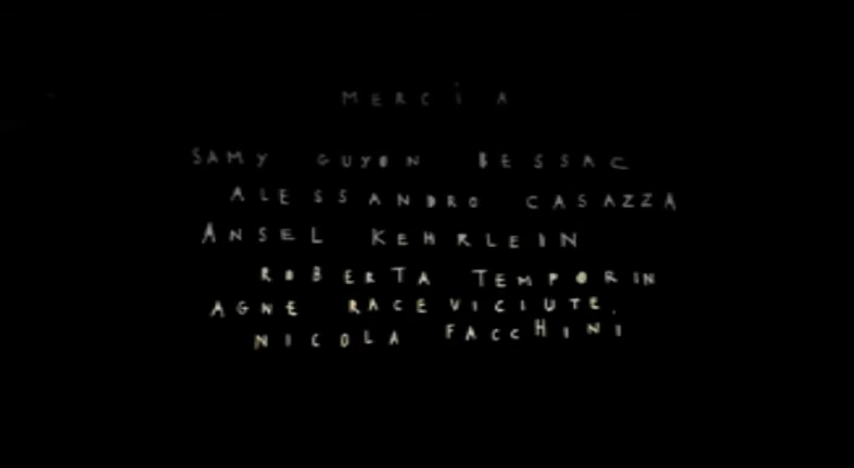 MERCi A
SAMY GUYON BESSAC
ALESSANDRO CASAZZA
ANSEL KEHRLEIN
ROBERTA TEMPORIN
AGNE RACEVICIUTE.
NICOLA FACCHINI